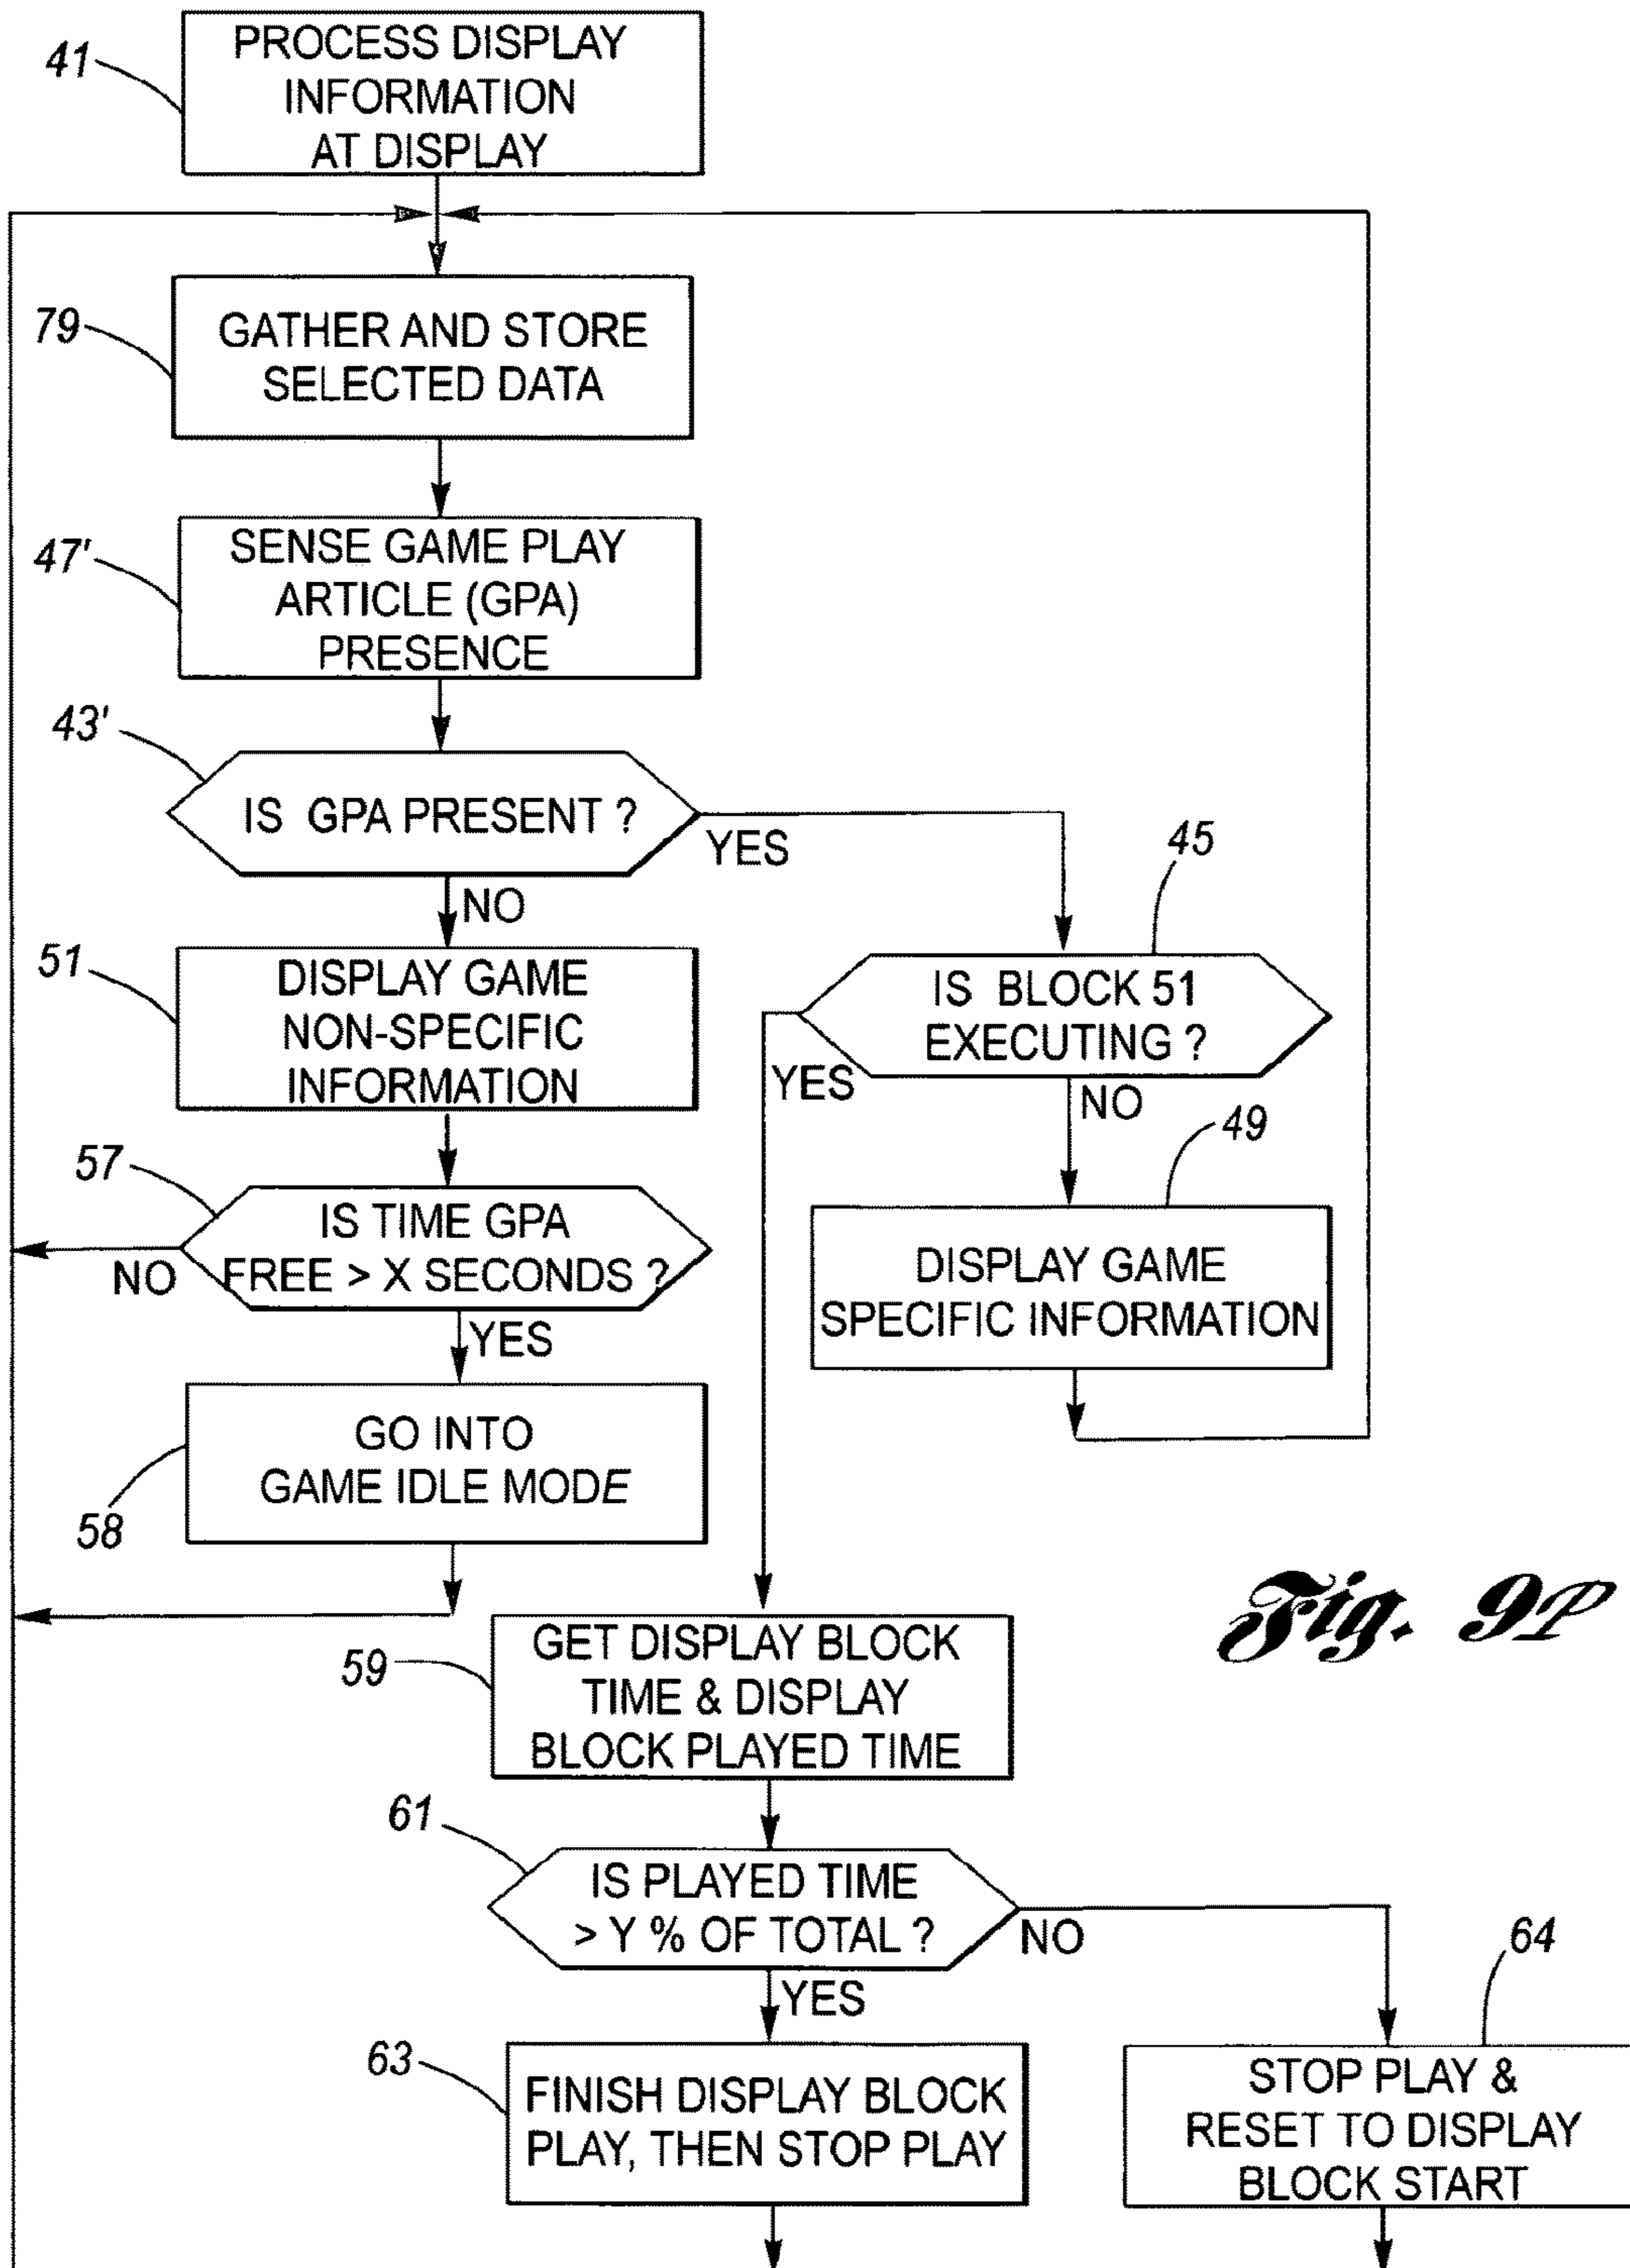 41
PROCESS DISPLAY
INFORMATION
AT DISPLAY
79
GATHER AND STORE
SELECTED DATA
47'
SENSE GAME PLAY
ARTICLE (GPA)
PRESENCE
43'
IS GPA PRESENT ?
YES
NO
45
IS BLOCK 51
EXECUTING ?
YES
NO
51
DISPLAY GAME
NON-SPECIFIC
INFORMATION
49
DISPLAY GAME
SPECIFIC INFORMATION
57
IS TIME GPA
FREE > X SECONDS ?
NO
YES
GO INTO
GAME IDLE MODE
58
Fig. 9P
59
GET DISPLAY BLOCK
TIME & DISPLAY
BLOCK PLAYED TIME
61
IS PLAYED TIME
> Y % OF TOTAL ?
NO
YES
64
63
FINISH DISPLAY BLOCK
PLAY, THEN STOP PLAY
STOP PLAY &
RESET TO DISPLAY
BLOCK START